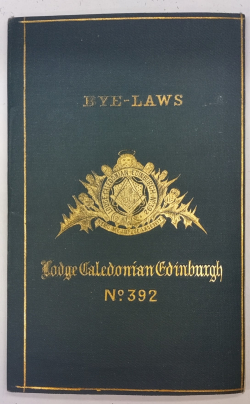 BYE-LAWS
Lodge Caledonian Edinburgh
Nº 392